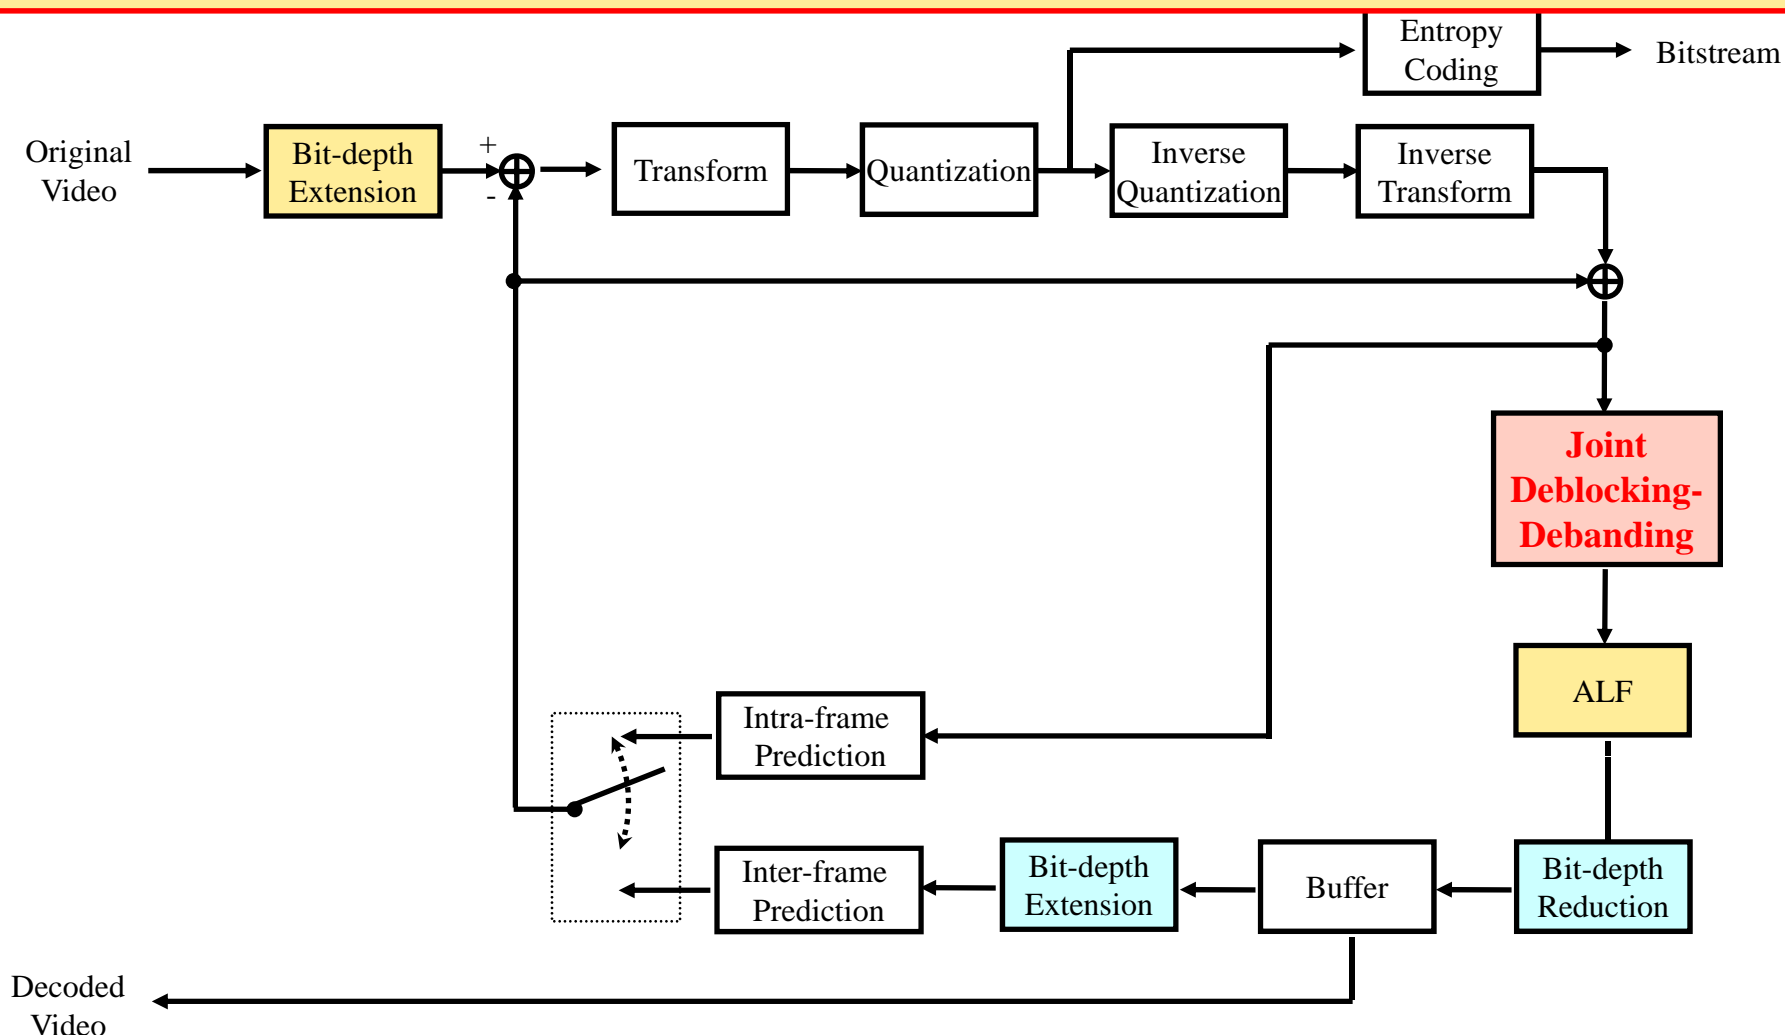 Entropy
Coding
Bitstream
Original
Video
Bit-depth
Extension
+
-
Transform
Quantization
Inverse
Quantization
Inverse
Transform
Joint
Deblocking-
Debanding
ALF
Intra-frame
Prediction
Inter-frame
Prediction
Bit-depth
Extension
Buffer
Bit-depth
Reduction
Decoded
Video